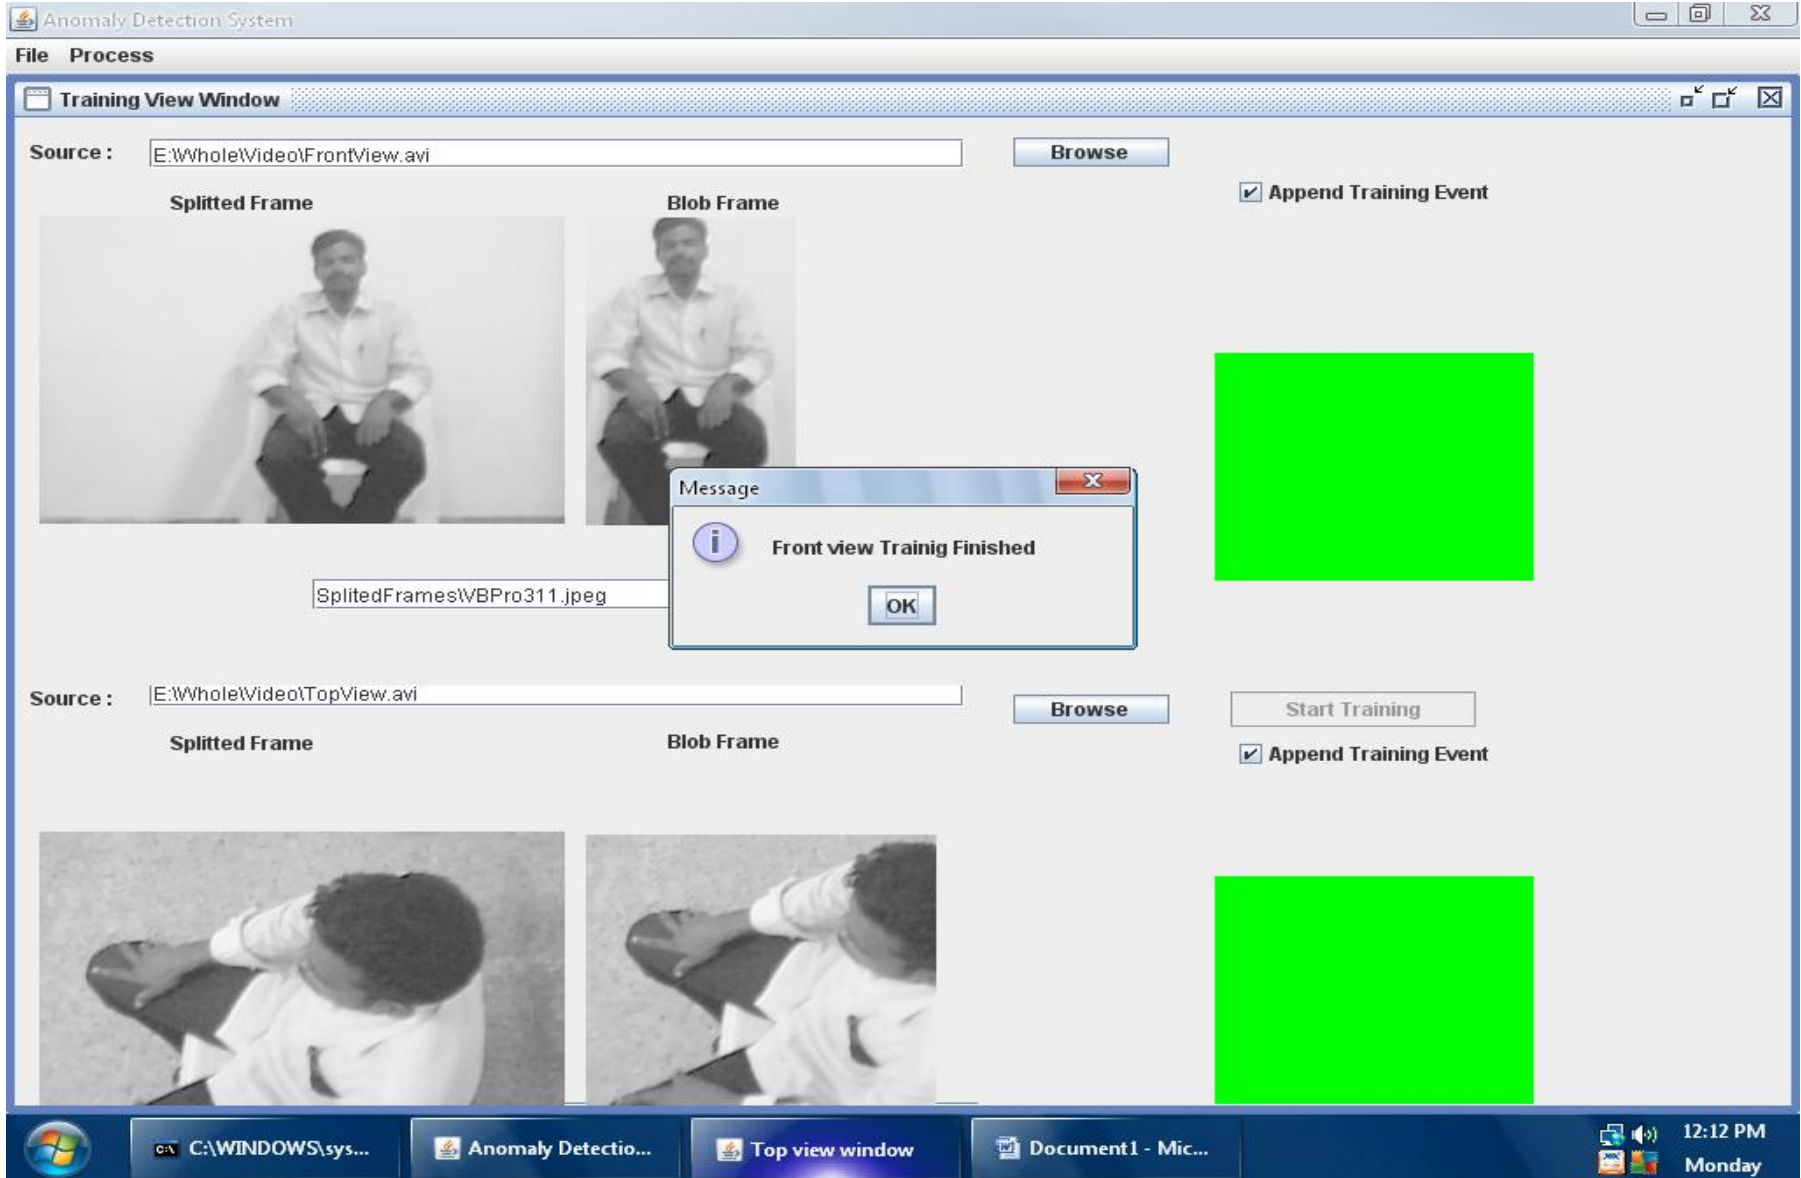 Anomaly Detection System
File Process
Training View Window
Source : E:\Whole\Video\FrontView.avi Browse
Append Training Event
Splitted Frame Blob Frame
Message
Front view Trainig Finished
OK
SplitedFrames\VBPro311.jpeg
Source : E:\Whole\Video\TopView.avi Browse Start Training
Splitted Frame Blob Frame
Append Training Event
C:\WINDOWS\sys... Anomaly Detectio... Top view window Document1 - Mic... 12:12 PM
Monday